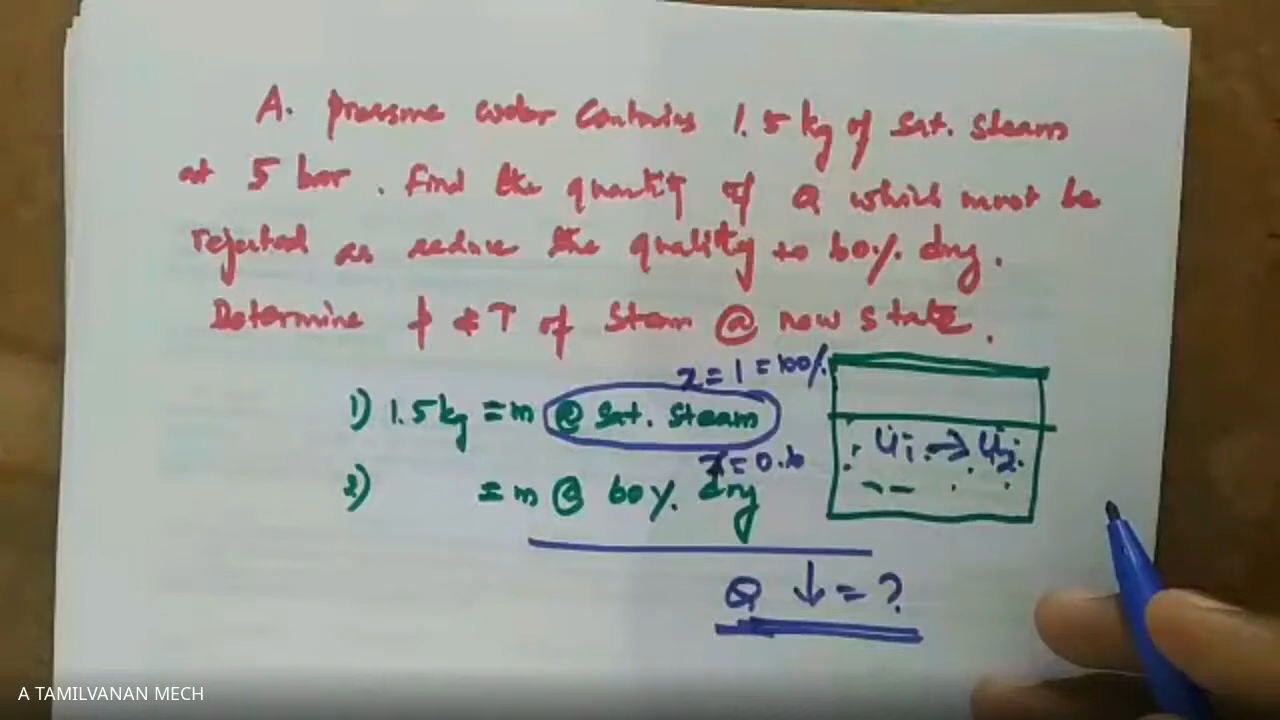 A. pressure cooker contains 1.5 kg of sat. steam
at 5 bar. find the quantity of Q which must be
rejected as reduce the quality to 60%. dry.
Determine p & T of steam @ new state.
x = 1 = 100%
1) 1.5 kg = m @ sat. steam
x = 0.6
2) = m @ 60%. dry
u1 → u2
Q ↓ = ?
A TAMILVANAN MECH